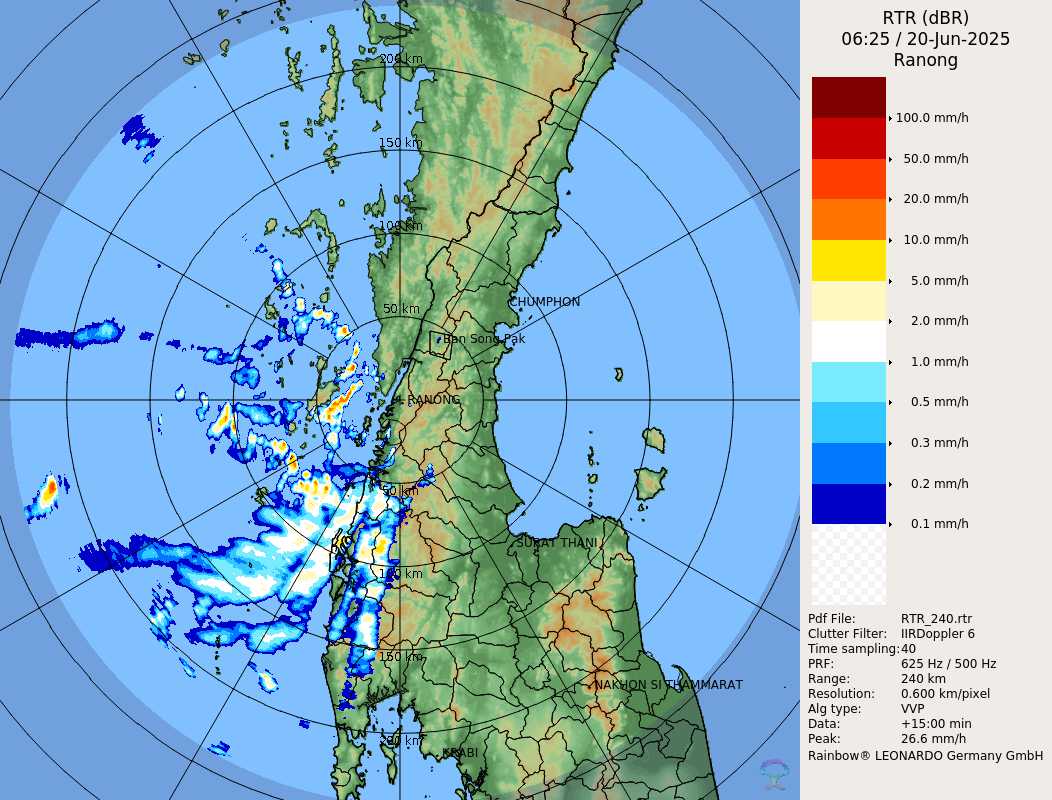 RTR (dBR)
06:25 / 20-Jun-2025
Ranong
100.0 mm/h
50.0 mm/h
20.0 mm/h
10.0 mm/h
5.0 mm/h
2.0 mm/h
1.0 mm/h
0.5 mm/h
0.3 mm/h
0.2 mm/h
0.1 mm/h
Pdf File: RTR_240.rtr
Clutter Filter: IIRDoppler 6
Time sampling: 40
PRF: 625 Hz / 500 Hz
Range: 240 km
Resolution: 0.600 km/pixel
Alg type: VVP
Data: +15:00 min
Peak: 26.6 mm/h
Rainbow® LEONARDO Germany GmbH
200 km
150 km
100 km
50 km
CHUMPHON
Ban Song Pak
RANONG
50 km
SURAT THANI
100 km
150 km
NAKHON SI THAMMARAT
200 km
KRABI